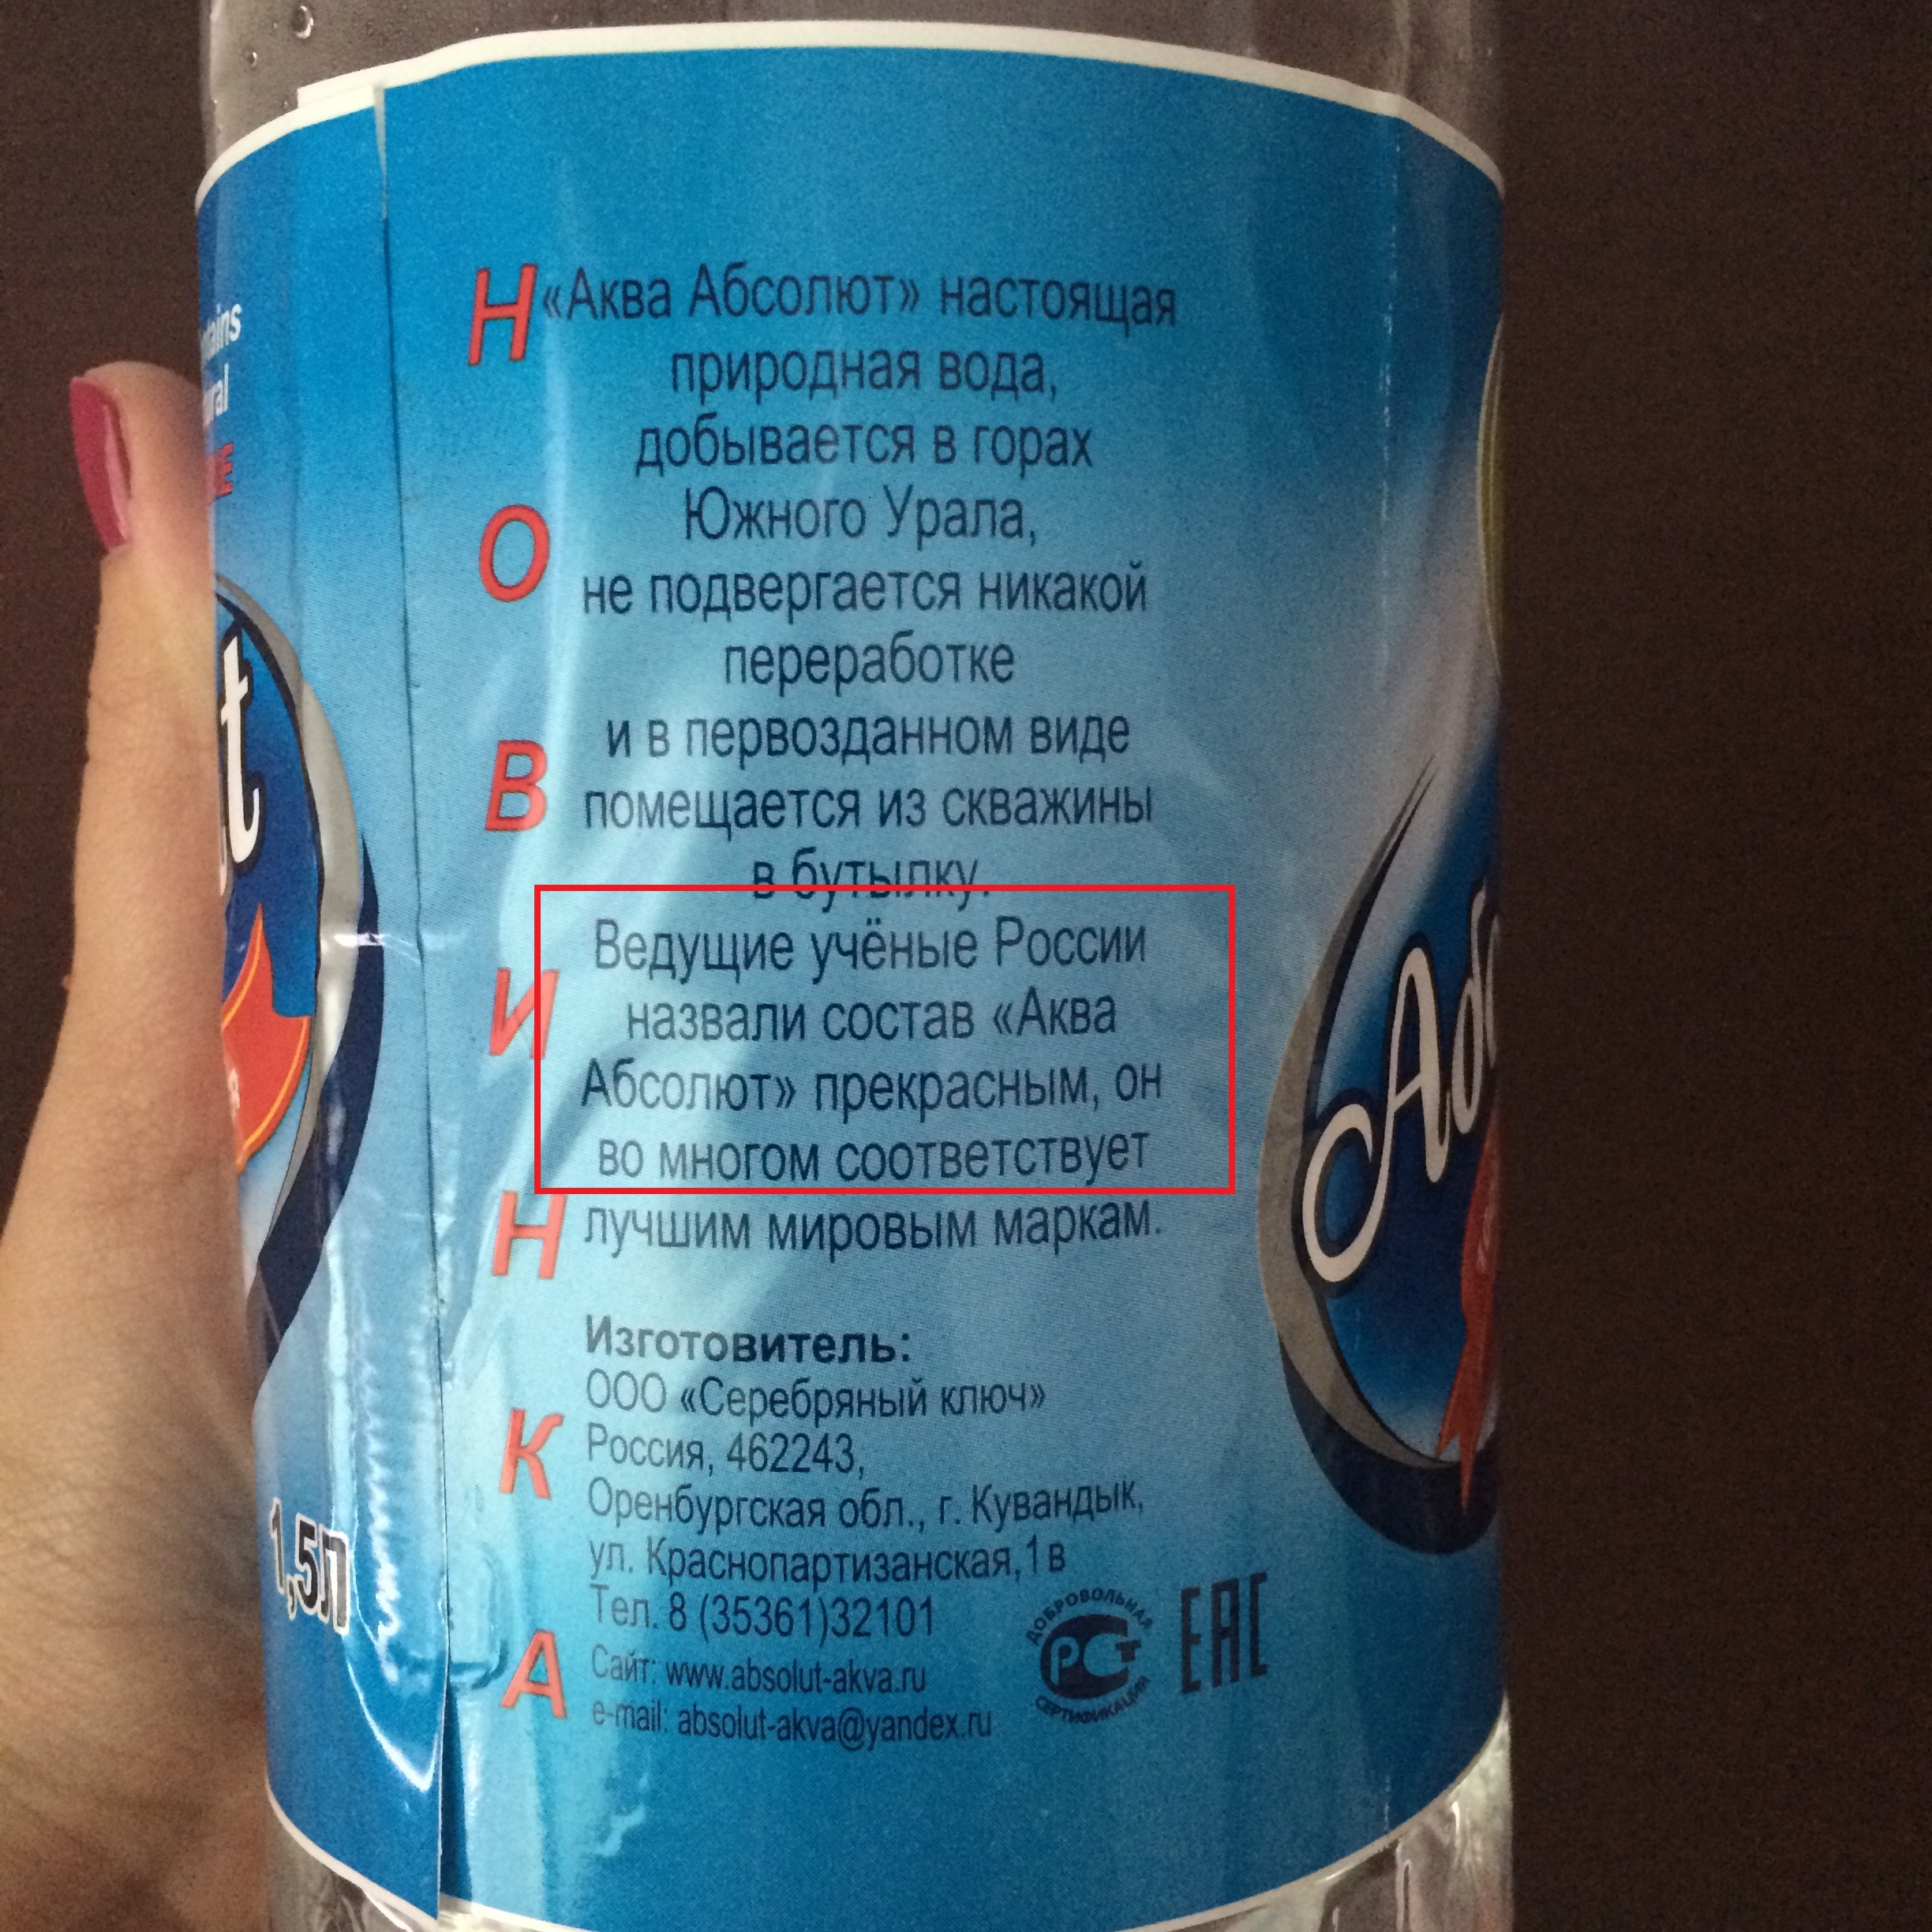 «Аква Абсолют» настоящая
природная вода,
добывается в горах
Южного Урала,
не подвергается никакой
переработке
и в первозданном виде
помещается из скважины
в бутылку.
Ведущие учёные России
назвали состав «Аква
Абсолют» прекрасным, он
во многом соответствует
лучшим мировым маркам.
НОВИНКА
Изготовитель:
ООО «Серебряный ключ»
Россия, 462243,
Оренбургская обл., г. Кувандык,
ул. Краснопартизанская,1в
Тел. 8 (35361)32101
Сайт: www.absolut-akva.ru
e-mail: absolut-akva@yandex.ru
ДОБРОВОЛЬНАЯ
РСТ
СЕРТИФИКАЦИЯ
EAC
1,5Л